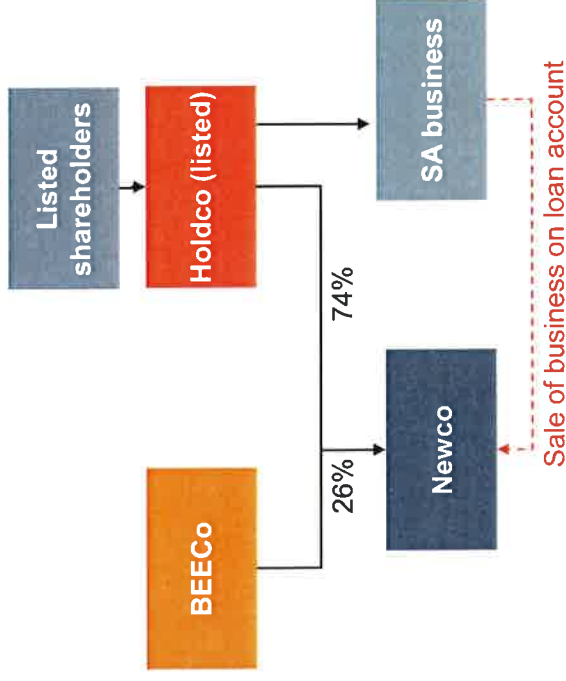 Listed
shareholders
BEECo
Holdco (listed)
26%
74%
Newco
SA business
Sale of business on loan account